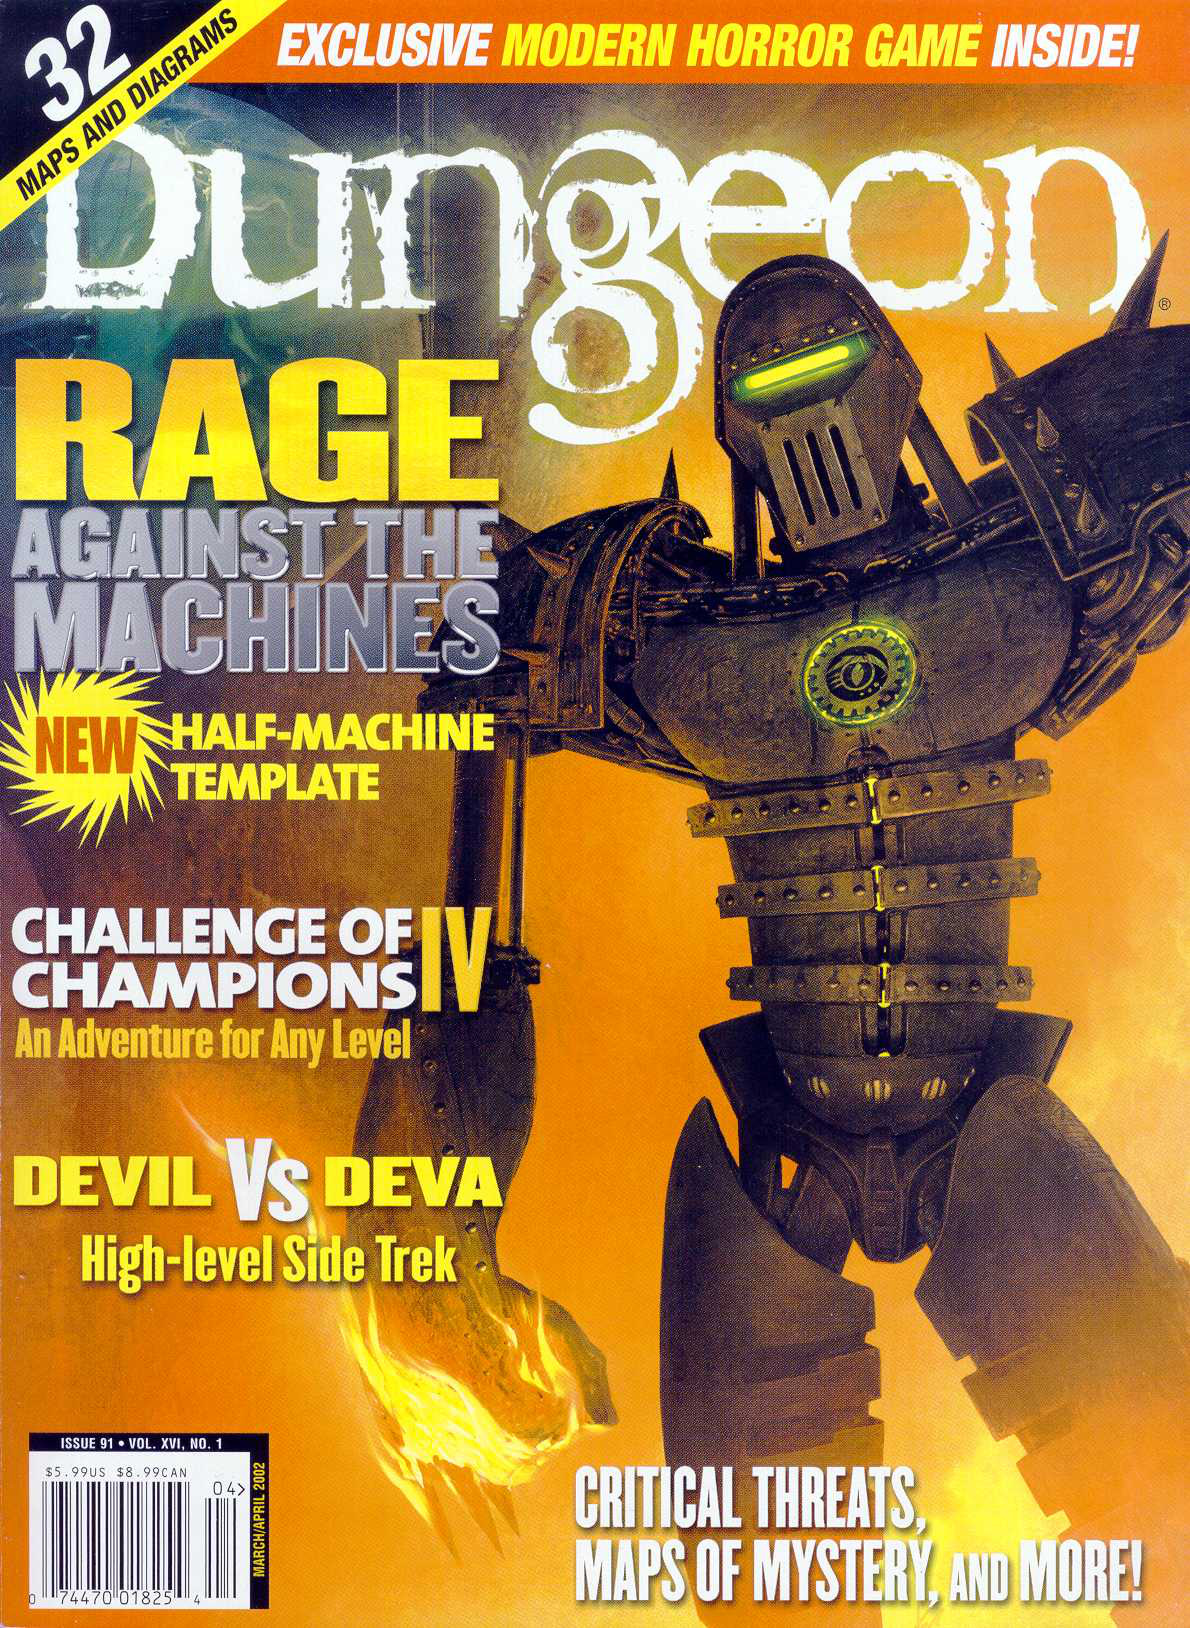 32
MAPS AND DIAGRAMS
EXCLUSIVE MODERN HORROR GAME INSIDE!
Dungeon®
RAGE
AGAINST THE
MACHINES
NEW
HALF-MACHINE
TEMPLATE
CHALLENGE OF
CHAMPIONS IV
An Adventure for Any Level
DEVIL Vs DEVA
High-level Side Trek
ISSUE 91 • VOL. XVI, NO. 1
$5.99US $8.99CAN
04>
0 74470 01825 4
MARCH/APRIL 2002
CRITICAL THREATS,
MAPS OF MYSTERY, AND MORE!